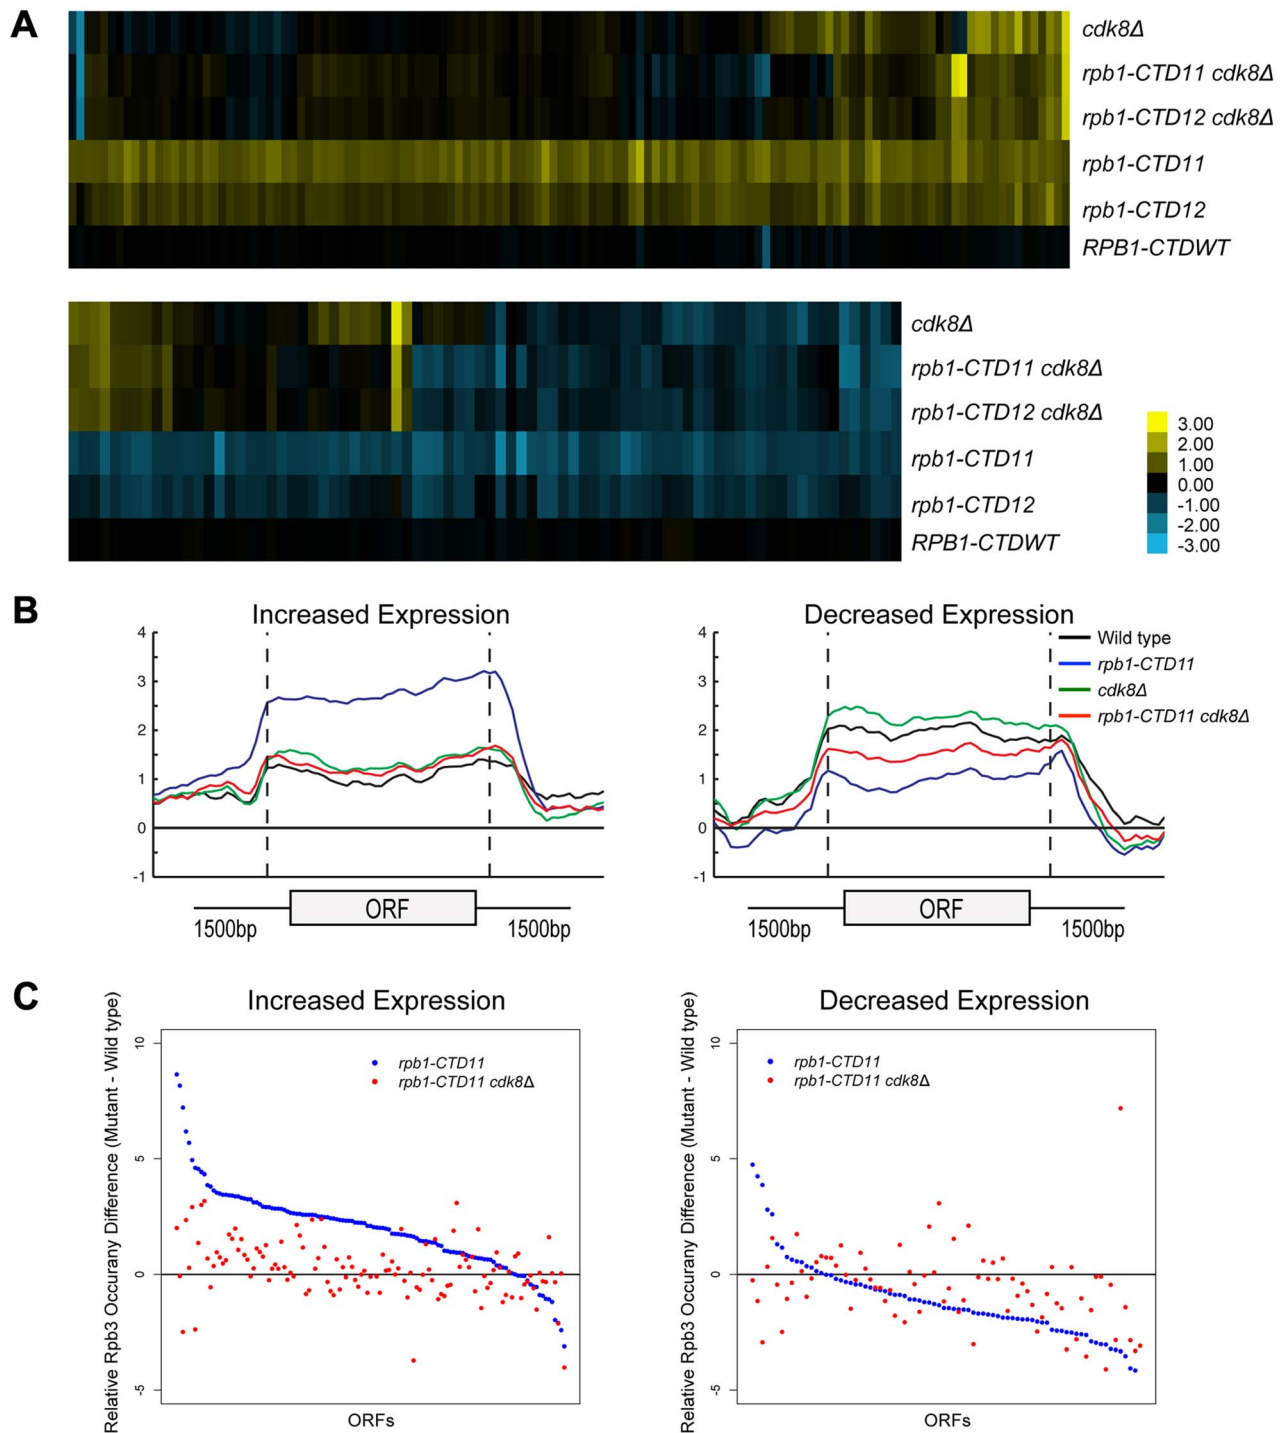 A
cdk8Δ
rpb1-CTD11 cdk8Δ
rpb1-CTD12 cdk8Δ
rpb1-CTD11
rpb1-CTD12
RPB1-CTDWT
cdk8Δ
rpb1-CTD11 cdk8Δ
rpb1-CTD12 cdk8Δ
rpb1-CTD11
rpb1-CTD12
RPB1-CTDWT
3.00
2.00
1.00
0.00
-1.00
-2.00
-3.00
B
Increased Expression
4
3
2
1
0
-1
1500bp
ORF
1500bp
Decreased Expression
4
3
2
1
0
-1
Wild type
rpb1-CTD11
cdk8Δ
rpb1-CTD11 cdk8Δ
1500bp
ORF
1500bp
C
Increased Expression
Relative Rpb3 Occurany Difference (Mutant - Wild type)
10
5
0
-5
rpb1-CTD11
rpb1-CTD11 cdk8Δ
ORFs
Decreased Expression
Relative Rpb3 Occurany Difference (Mutant - Wild type)
10
5
0
-5
rpb1-CTD11
rpb1-CTD11 cdk8Δ
ORFs